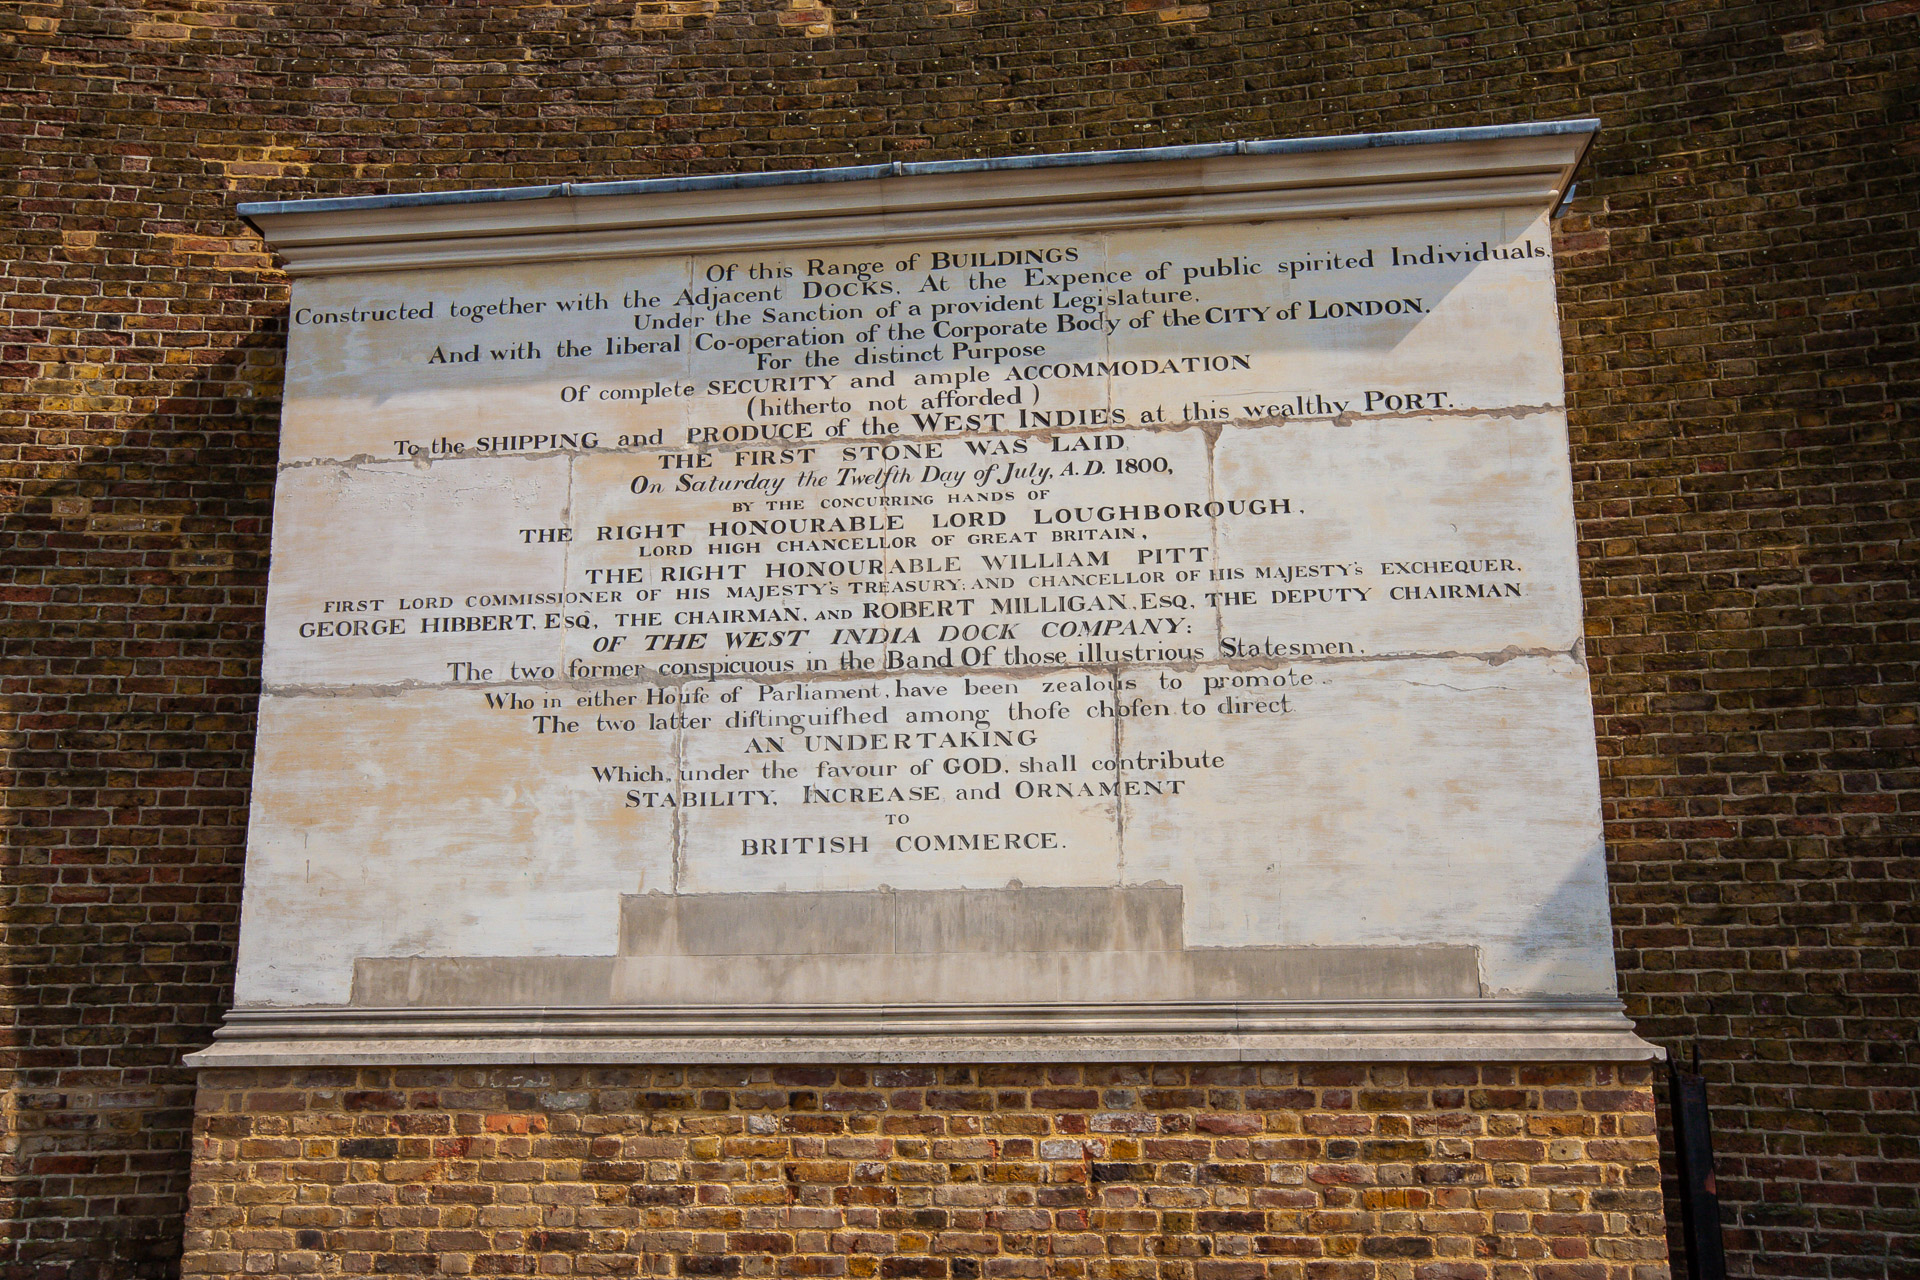 Of this Range of BUILDINGS
Constructed together with the Adjacent DOCKS, At the Expence of public spirited Individuals,
Under the Sanction of a provident Legislature,
And with the liberal Co-operation of the Corporate Body of the CITY of LONDON,
For the distinct Purpose
Of complete SECURITY and ample ACCOMMODATION
(hitherto not afforded)
To the SHIPPING and PRODUCE of the WEST INDIES at this wealthy PORT.
THE FIRST STONE WAS LAID,
On Saturday the Twelfth Day of July, A.D. 1800,
BY THE CONCURRING HANDS OF
THE RIGHT HONOURABLE LORD LOUGHBOROUGH,
LORD HIGH CHANCELLOR OF GREAT BRITAIN,
THE RIGHT HONOURABLE WILLIAM PITT
FIRST LORD COMMISSIONER OF HIS MAJESTY's TREASURY; AND CHANCELLOR OF HIS MAJESTY's EXCHEQUER,
GEORGE HIBBERT, ESQ, THE CHAIRMAN, AND ROBERT MILLIGAN, ESQ, THE DEPUTY CHAIRMAN
OF THE WEST INDIA DOCK COMPANY:
The two former conspicuous in the Band Of those illustrious Statesmen,
Who in either Houſe of Parliament, have been zealous to promote.
The two latter diſtinguiſhed among thoſe choſen to direct
AN UNDERTAKING
Which, under the favour of GOD, shall contribute
STABILITY, INCREASE and ORNAMENT
TO
BRITISH COMMERCE.